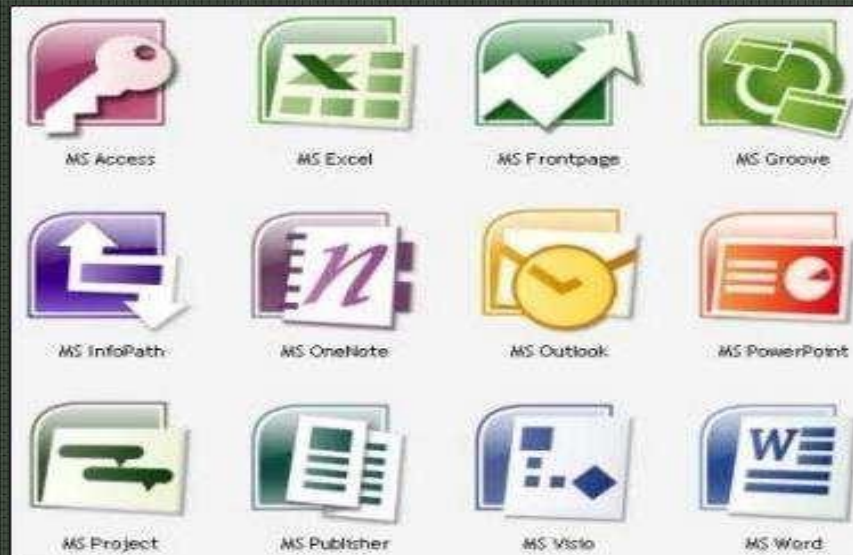 MS Access MS Excel MS Frontpage MS Groove
MS InfoPath MS OneNote MS Outlook MS PowerPoint
MS Project MS Publisher MS Visio MS Word